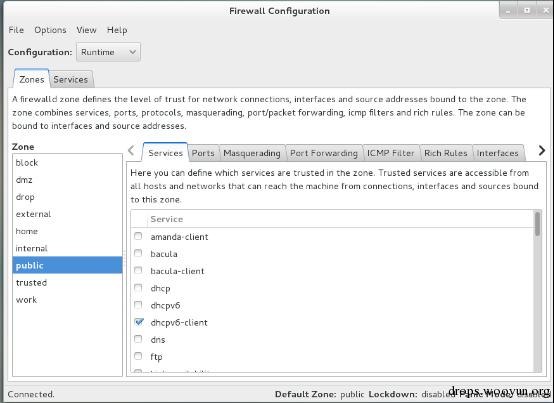 Firewall Configuration
File Options View Help
Configuration: Runtime
Zones Services
A firewalld zone defines the level of trust for network connections, interfaces and source addresses bound to the zone. The
zone combines services, ports, protocols, masquerading, port/packet forwarding, icmp filters and rich rules. The zone can be
bound to interfaces and source addresses.
Zone
block
dmz
drop
external
home
internal
public
trusted
work
Services Ports Masquerading Port Forwarding ICMP Filter Rich Rules Interfaces
Here you can define which services are trusted in the zone. Trusted services are accessible from
all hosts and networks that can reach the machine from connections, interfaces and sources bound
to this zone.
Service
amanda-client
bacula
bacula-client
dhcp
dhcpv6
dhcpv6-client
dns
ftp
Connected. Default Zone: public Lockdown: disabled Panic Mode: disabled
drops.wooyun.org